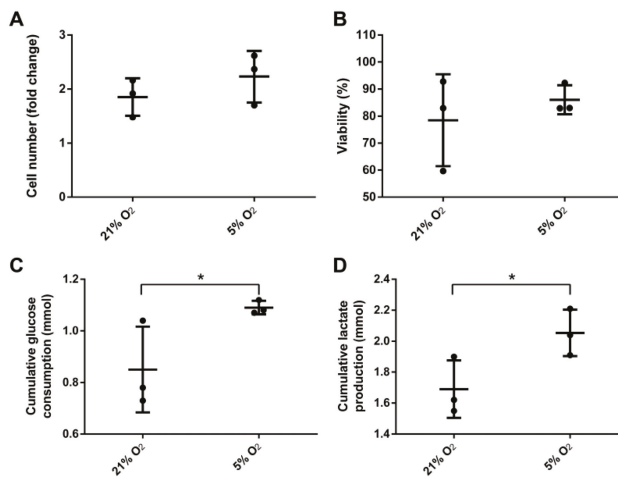 A
Cell number (fold change)
3
2
1
0
21% O2
5% O2
B
Viability (%)
100
90
80
70
60
50
21% O2
5% O2
C
Cumulative glucose
consumption (mmol)
1.2
1.0
0.8
0.6
*
21% O2
5% O2
D
Cumulative lactate
production (mmol)
2.4
2.2
2.0
1.8
1.6
1.4
*
21% O2
5% O2